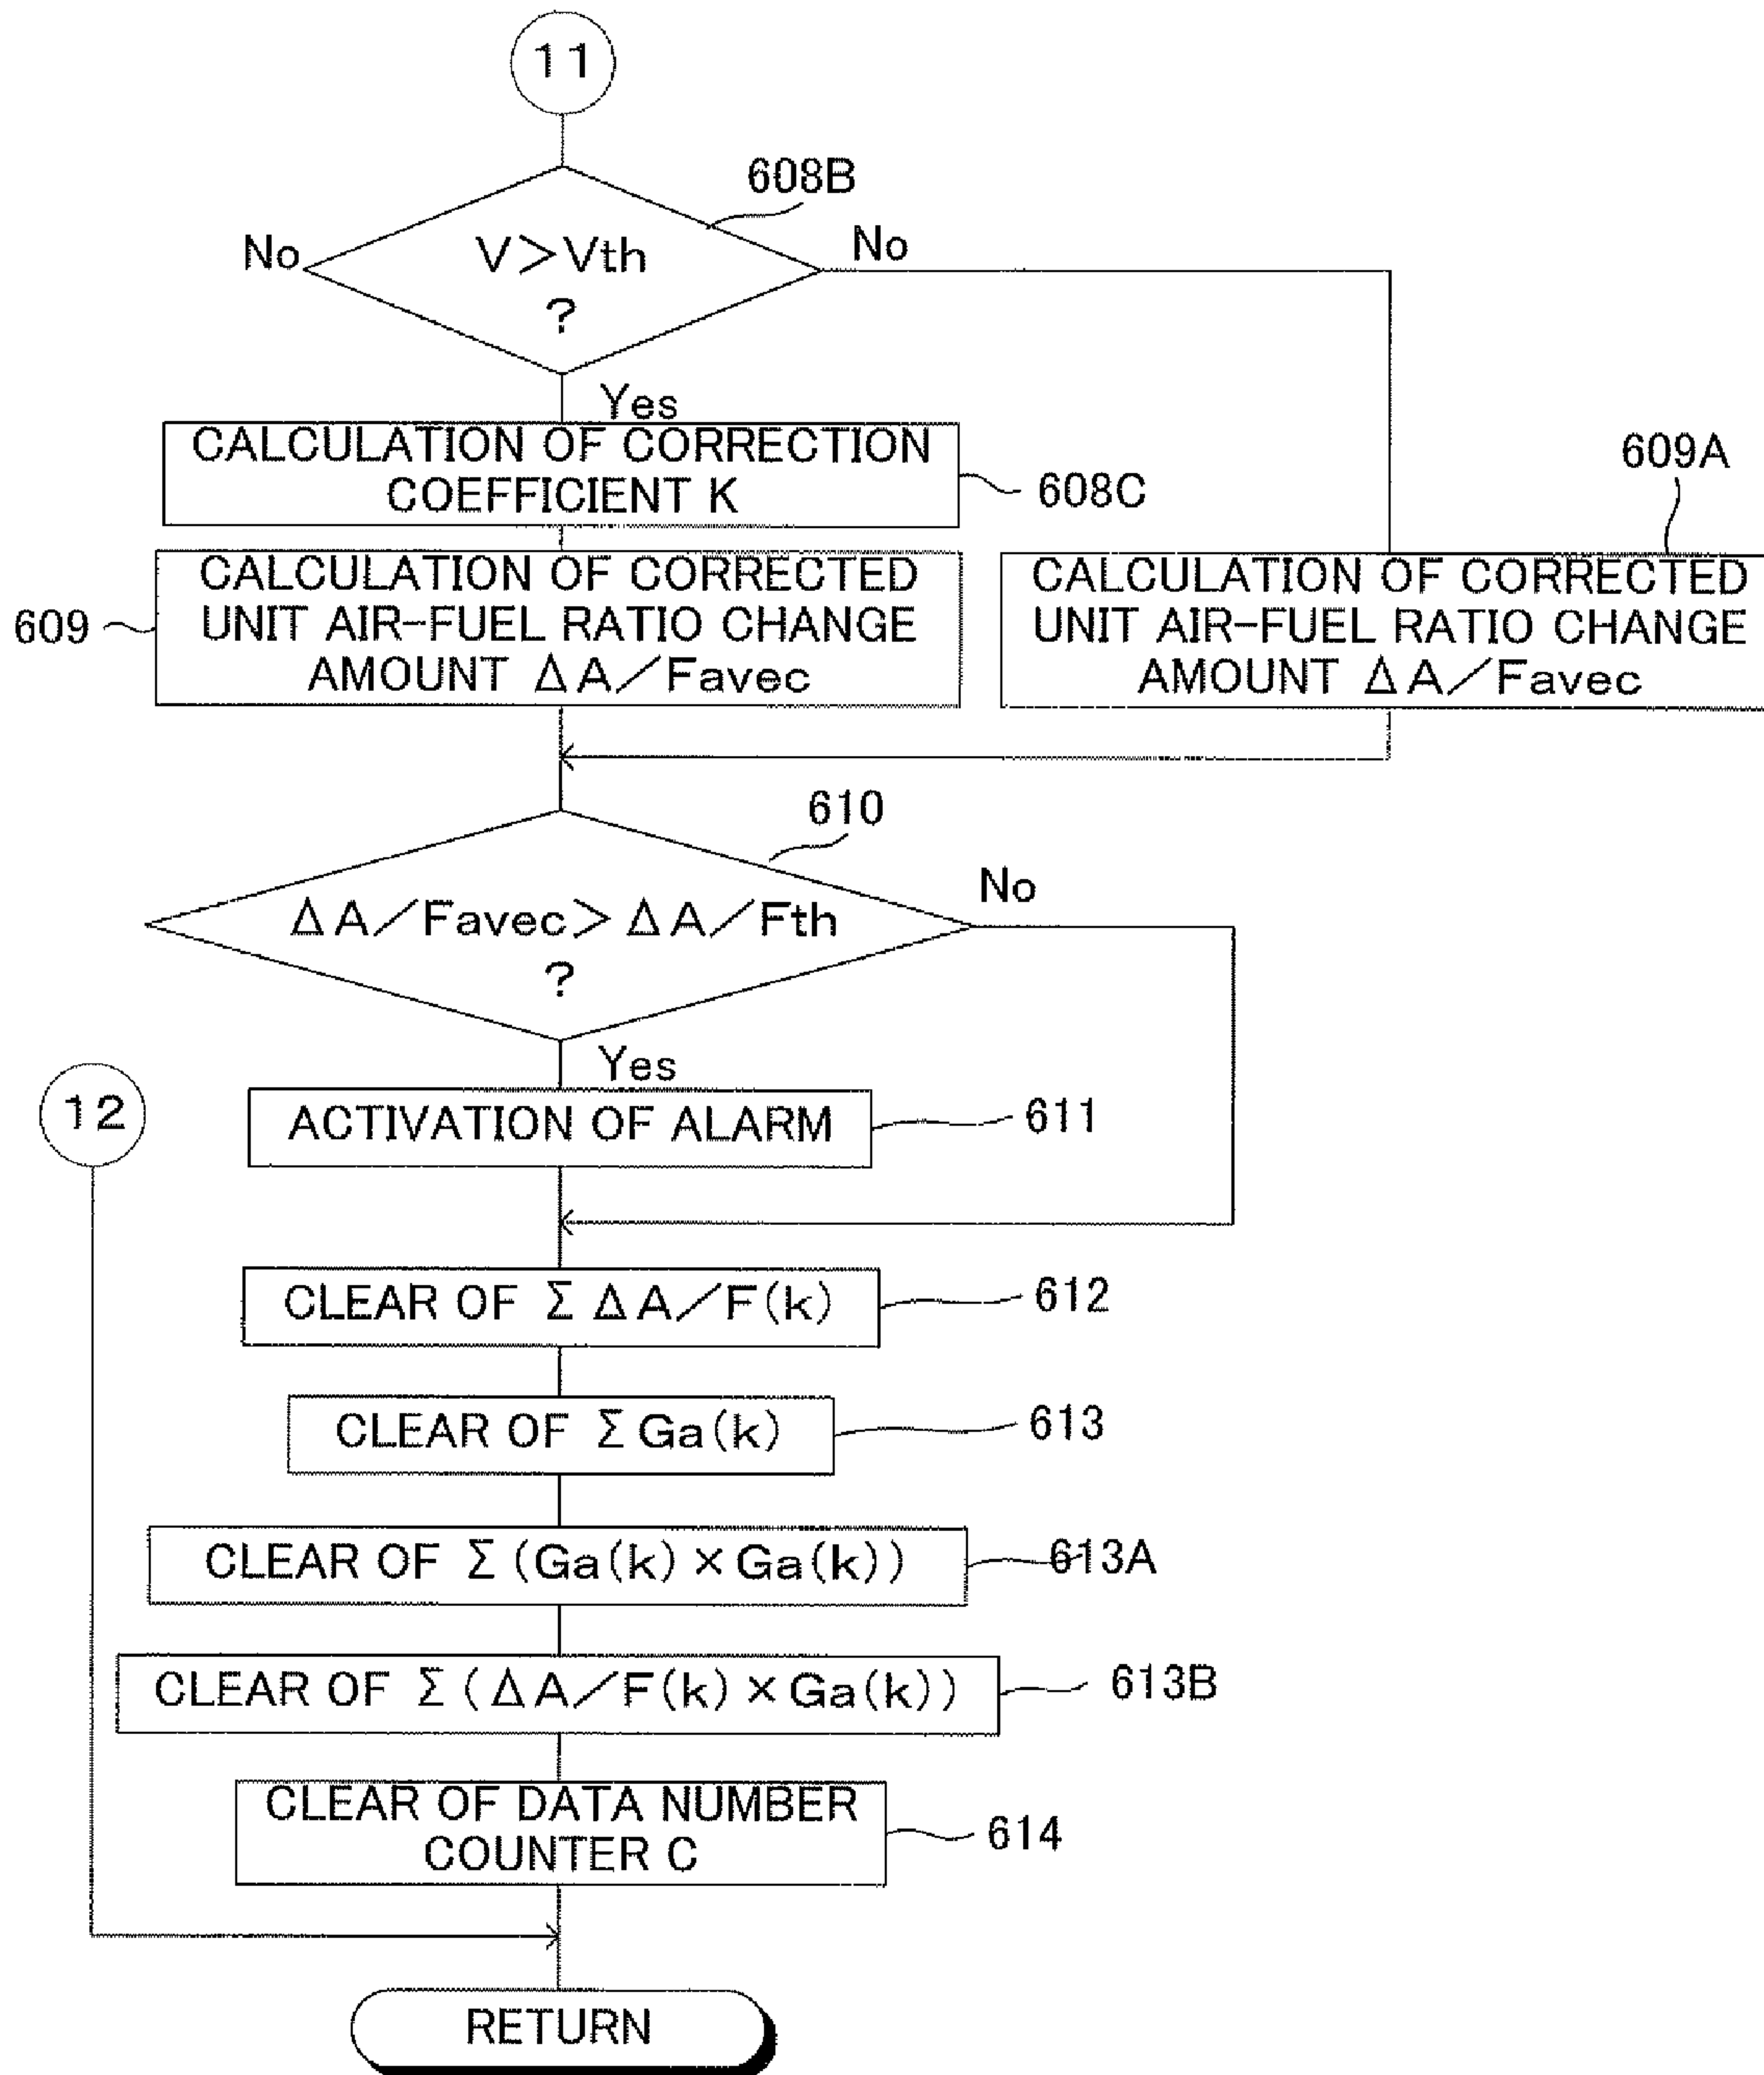 11
608B
No
V>Vth
?
No
Yes
CALCULATION OF CORRECTION
COEFFICIENT K
608C
609A
609
CALCULATION OF CORRECTED
UNIT AIR-FUEL RATIO CHANGE
AMOUNT ΔA/Favec
CALCULATION OF CORRECTED
UNIT AIR-FUEL RATIO CHANGE
AMOUNT ΔA/Favec
610
ΔA/Favec>ΔA/Fth
?
No
Yes
12
ACTIVATION OF ALARM
611
CLEAR OF ΣΔA/F(k)
612
CLEAR OF ΣGa(k)
613
CLEAR OF Σ(Ga(k)×Ga(k))
613A
CLEAR OF Σ(ΔA/F(k)×Ga(k))
613B
CLEAR OF DATA NUMBER
COUNTER C
614
RETURN